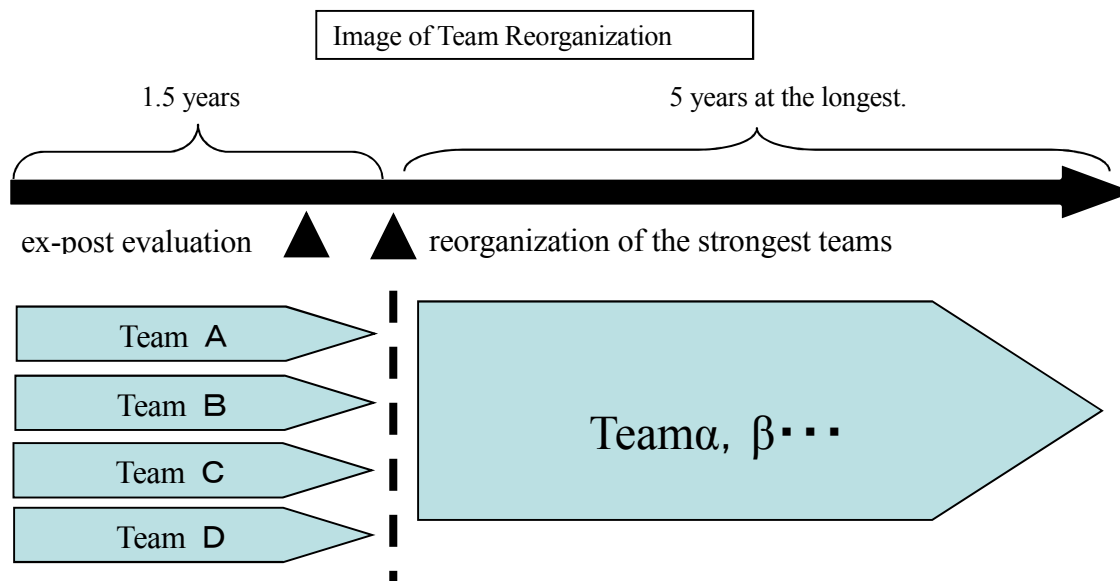 Image of Team Reorganization
1.5 years
5 years at the longest.
ex-post evaluation
reorganization of the strongest teams
Team A
Team B
Team C
Team D
Teamα, β･･･